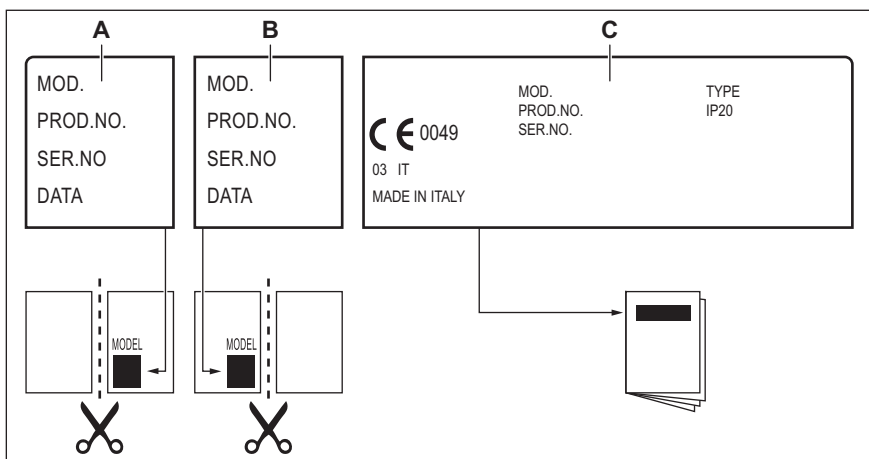 A
B
C
MOD.
PROD.NO.
SER.NO
DATA
MOD.
PROD.NO.
SER.NO
DATA
CE 0049
03 IT
MADE IN ITALY
MOD.
PROD.NO.
SER.NO.
TYPE
IP20
MODEL
MODEL